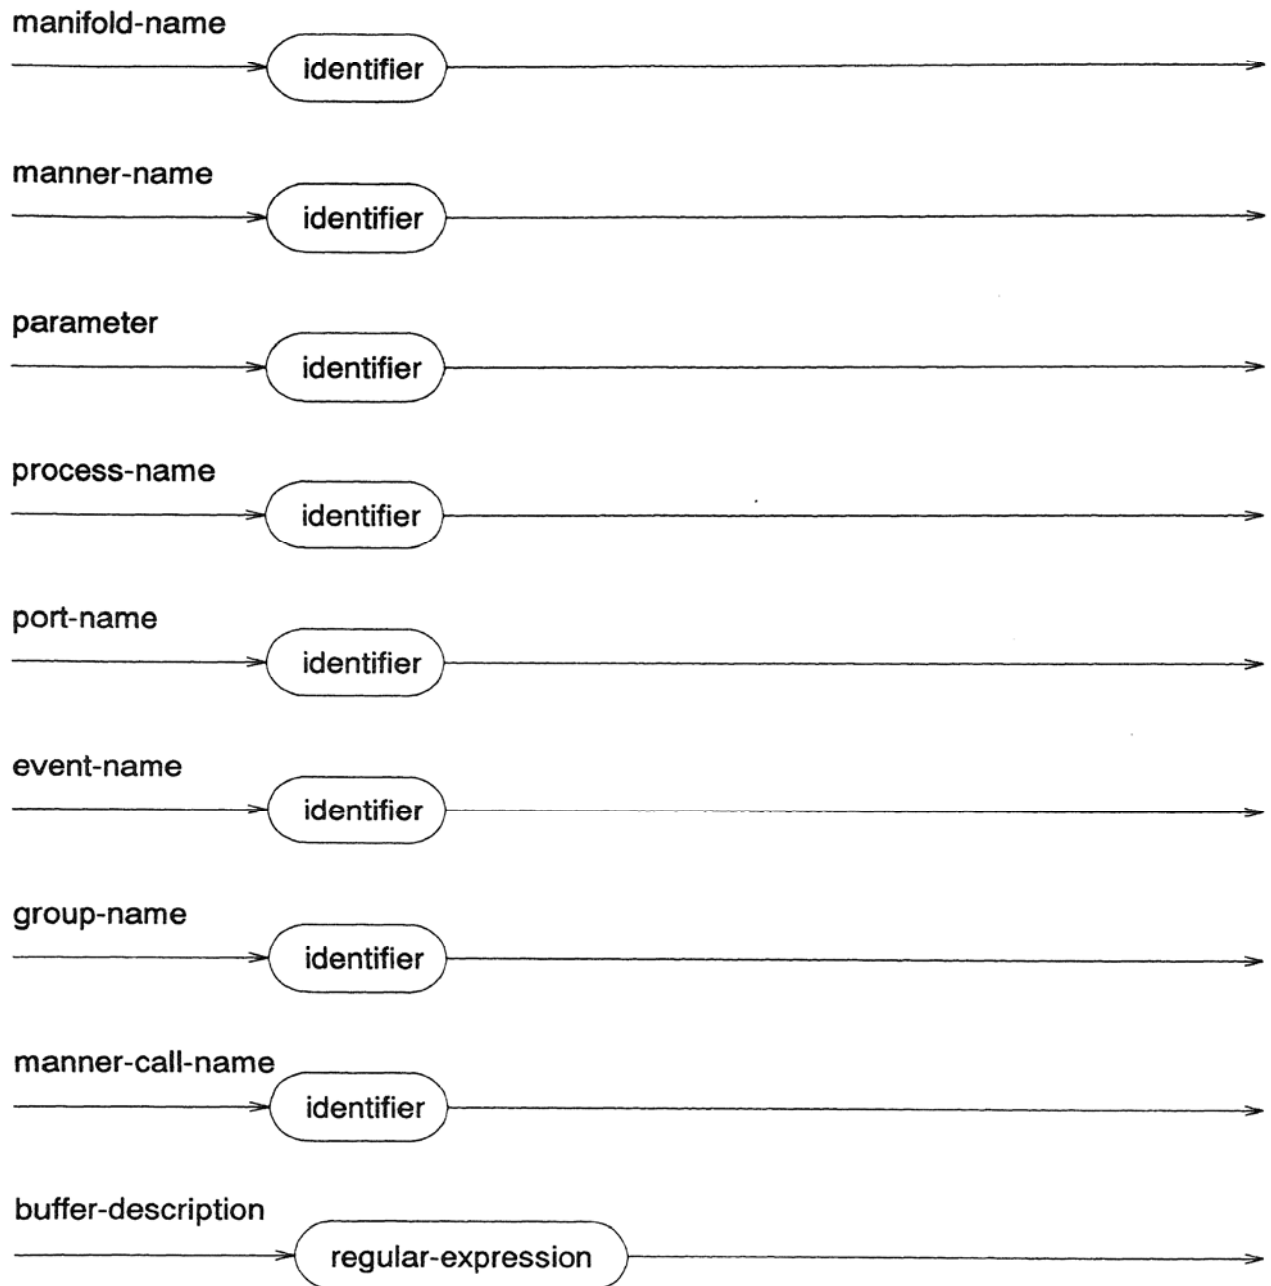 manifold-name
identifier
manner-name
identifier
parameter
identifier
process-name
identifier
port-name
identifier
event-name
identifier
group-name
identifier
manner-call-name
identifier
buffer-description
regular-expression